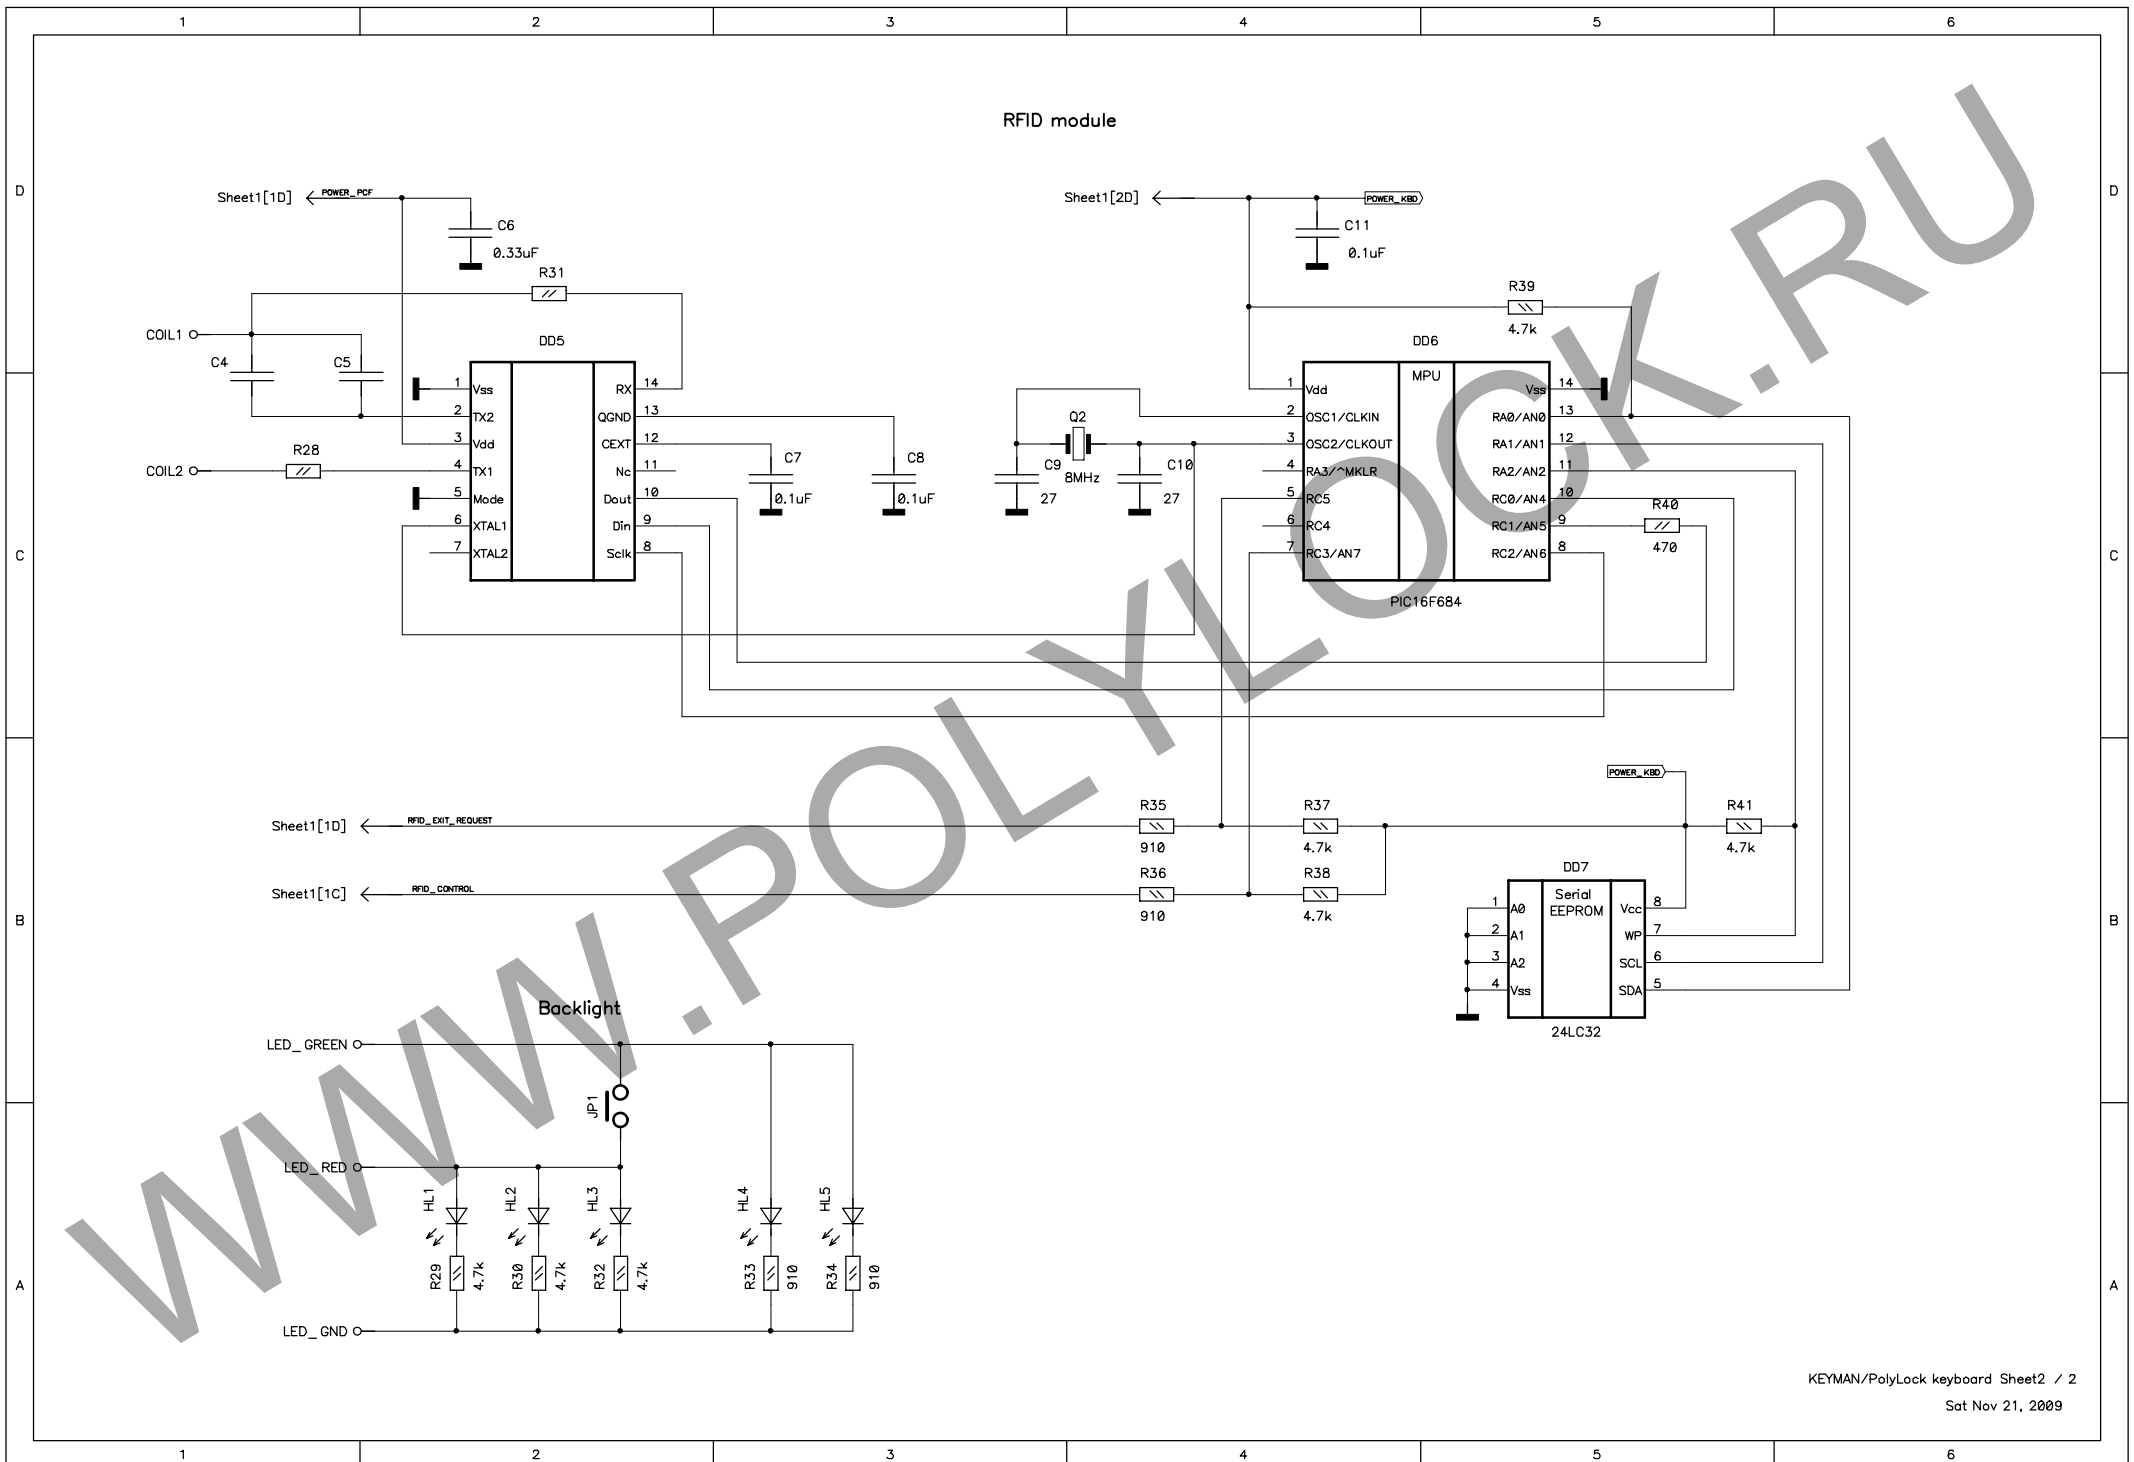 1 2 3 4 5 6
RFID module
D D
Sheet1[1D] POWER_PCF
C6
0.33uF
Sheet1[2D] POWER_KBD
C11
0.1uF
R31
R39
4.7k
COIL1
C4 C5
COIL2
R28
DD5
1 Vss RX 14
2 TX2 QGND 13
3 Vdd CEXT 12
4 TX1 Nc 11
5 Mode Dout 10
6 XTAL1 Din 9
7 XTAL2 Sclk 8
C7
0.1uF
C8
0.1uF
Q2
8MHz
C9
27
C10
27
DD6
MPU
1 Vdd Vss 14
2 OSC1/CLKIN RA0/AN0 13
3 OSC2/CLKOUT RA1/AN1 12
4 RA3/^MKLR RA2/AN2 11
5 RC5 RC0/AN4 10
6 RC4 RC1/AN5 9
7 RC3/AN7 RC2/AN6 8
PIC16F684
R40
470
C C
POWER_KBD
Sheet1[1D] RFID_EXIT_REQUEST
R35
910
R37
4.7k
R41
4.7k
Sheet1[1C] RFID_CONTROL
R36
910
R38
4.7k
DD7
Serial
EEPROM
1 A0 Vcc 8
2 A1 WP 7
3 A2 SCL 6
4 Vss SDA 5
24LC32
B B
Backlight
LED_GREEN
JP1
LED_RED
HL1 HL2 HL3 HL4 HL5
R29 4.7k R30 4.7k R32 4.7k R33 910 R34 910
LED_GND
A A
KEYMAN/PolyLock keyboard Sheet2 / 2
Sat Nov 21, 2009
1 2 3 4 5 6
WWW.POLYLOCK.RU